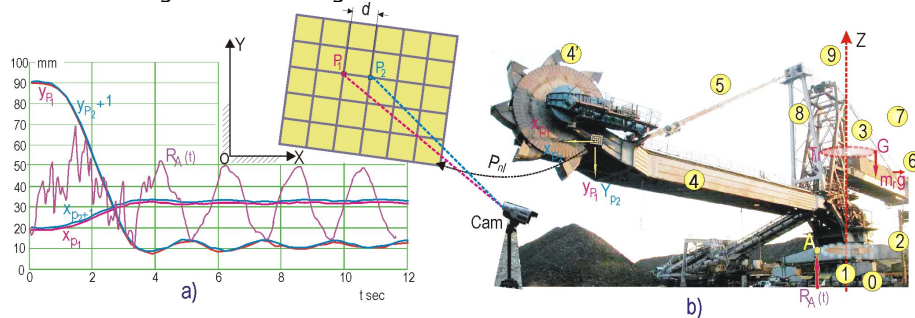 d
Y
mm
100
90
80
70
60
50
40
30
20
10
0
yP1
yP2+1
RA(t)
xP2+1
xP1
0 2 4 6 8 10 12
t sec
a)
O
X
P1
P2
Pnl
Cam
4'
5
9
Z
8
7
3
G
6
mrg
4
yP1
Yp2
A
2
1
0
RA(t)
b)